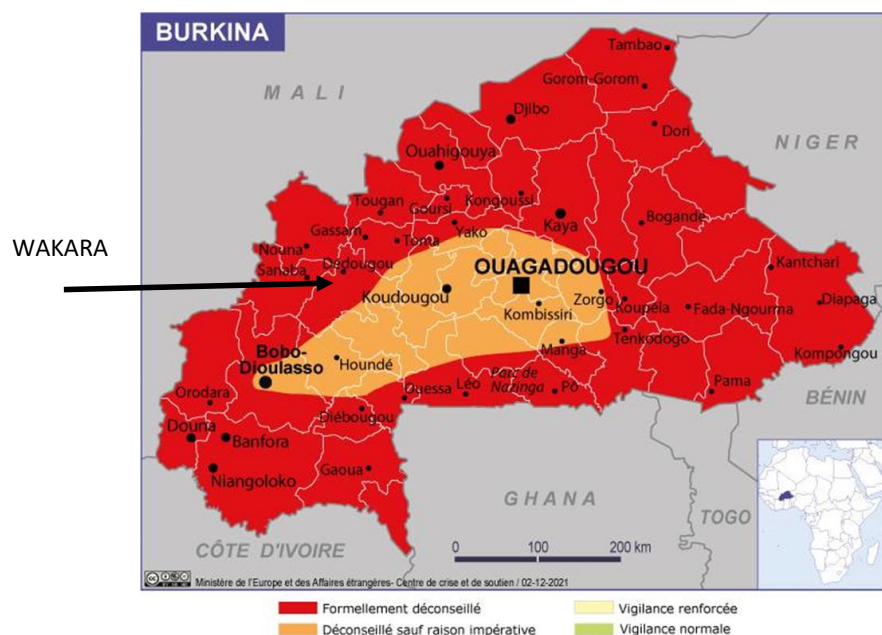 BURKINA
Tambao
Gorom-Gorom
MALI
Djibo
Dori
NIGER
Ouahigouya
Tougan
Goursi
Kongoussi
Kaya
Bogandé
WAKARA
Gassam
Toma
Yako
Nouna
Sanaba
Dédougou
OUAGADOUGOU
Kantchari
Koudougou
Zorgo
Koupéla
Fada-Ngourma
Diapaga
Kombissiri
Tenkodogo
Bobo-
Dioulasso
Houndé
Manga
Kompongou
Orodara
Ouessa
Léo
Parc de
Nazinga
Pô
Pama
BÉNIN
Diébougou
Douna
Banfora
Niangoloko
Gaoua
GHANA
TOGO
CÔTE D'IVOIRE
0 100 200 km
Ministère de l'Europe et des Affaires étrangères- Centre de crise et de soutien / 02-12-2021
Formellement déconseillé
Vigilance renforcée
Déconseillé sauf raison impérative
Vigilance normale